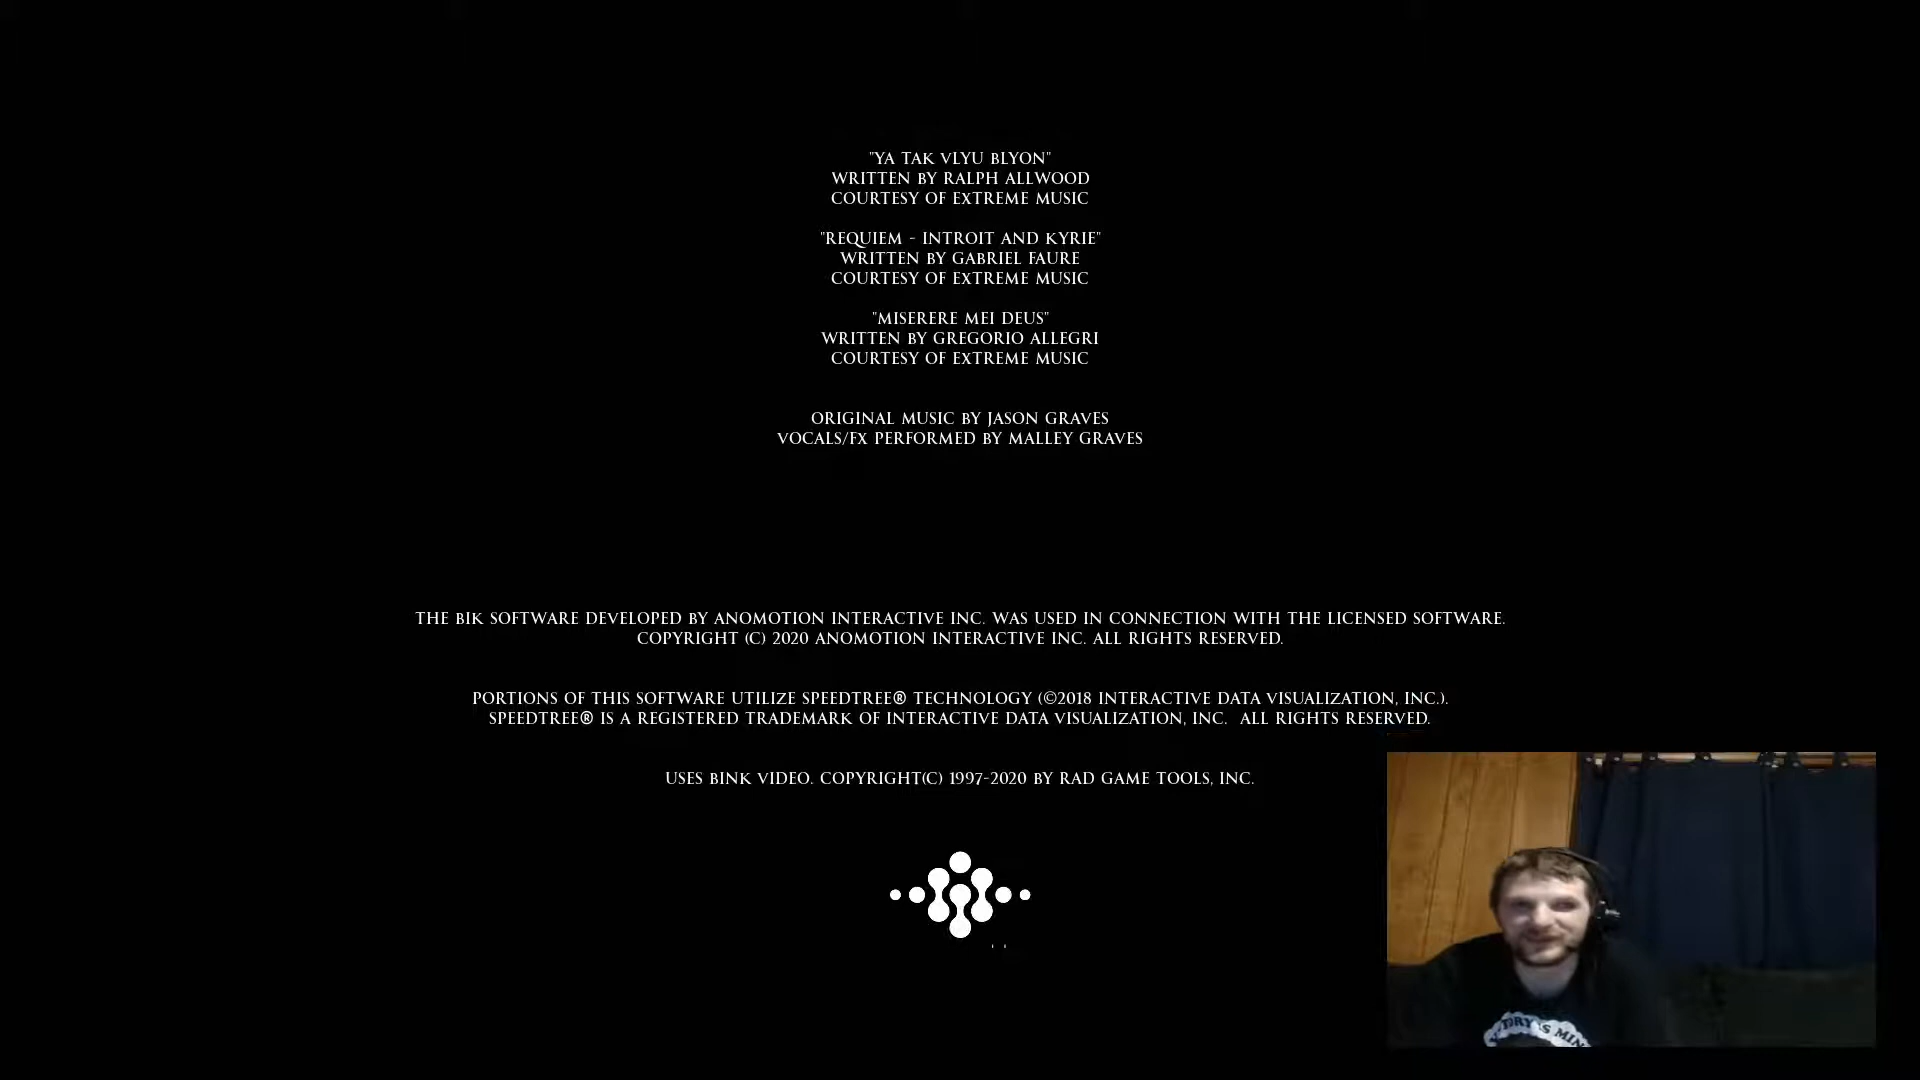 "YA TAK VLYU BLYON"
WRITTEN BY RALPH ALLWOOD
COURTESY OF EXTREME MUSIC
"REQUIEM - INTROIT AND KYRIE"
WRITTEN BY GABRIEL FAURE
COURTESY OF EXTREME MUSIC
"MISERERE MEI DEUS"
WRITTEN BY GREGORIO ALLEGRI
COURTESY OF EXTREME MUSIC
ORIGINAL MUSIC BY JASON GRAVES
VOCALS/FX PERFORMED BY MALLEY GRAVES
THE BIK SOFTWARE DEVELOPED BY ANOMOTION INTERACTIVE INC. WAS USED IN CONNECTION WITH THE LICENSED SOFTWARE.
COPYRIGHT (C) 2020 ANOMOTION INTERACTIVE INC. ALL RIGHTS RESERVED.
PORTIONS OF THIS SOFTWARE UTILIZE SPEEDTREE® TECHNOLOGY (©2018 INTERACTIVE DATA VISUALIZATION, INC.).
SPEEDTREE® IS A REGISTERED TRADEMARK OF INTERACTIVE DATA VISUALIZATION, INC. ALL RIGHTS RESERVED.
USES BINK VIDEO. COPYRIGHT(C) 1997-2020 BY RAD GAME TOOLS, INC.